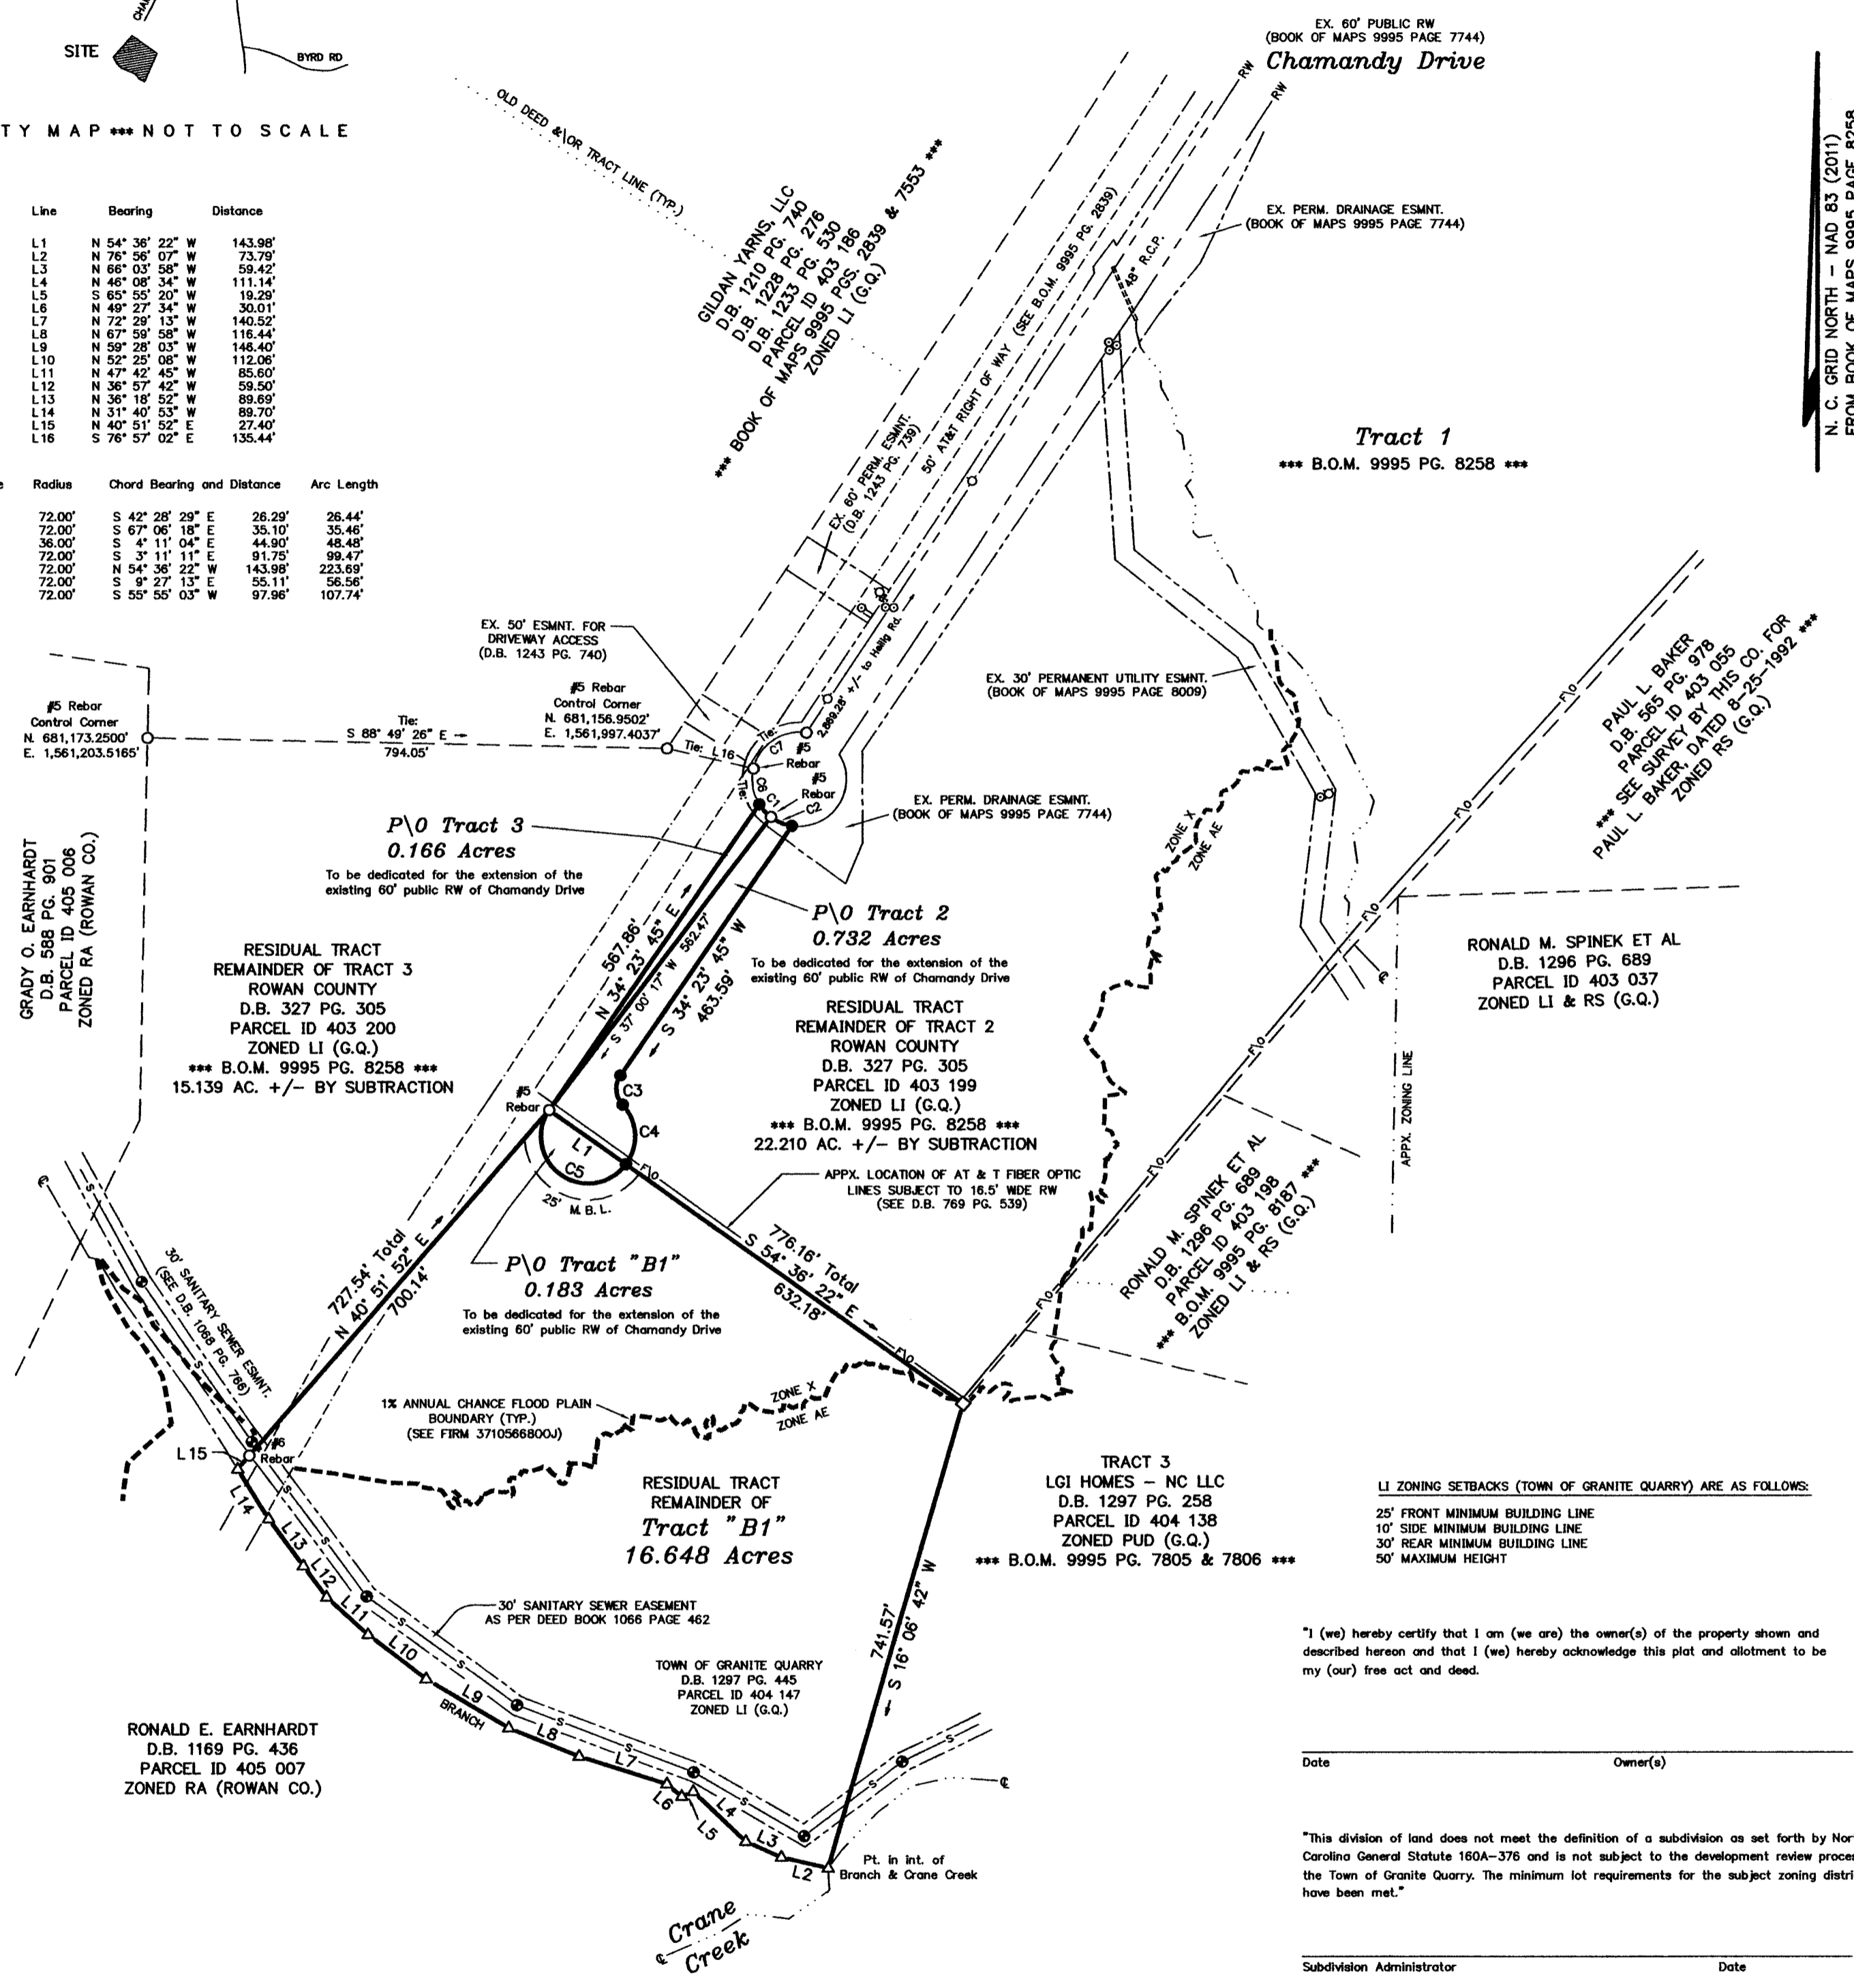 SITE
BYRD RD
TY MAP *** NOT TO SCALE
Line Bearing Distance
L1 N 54° 36' 22" W 143.98'
L2 N 76° 56' 07" W 73.79'
L3 N 66° 03' 58" W 59.42'
L4 N 46° 08' 34" W 111.14'
L5 S 65° 55' 20" W 19.29'
L6 N 49° 27' 34" W 30.01'
L7 N 72° 29' 13" W 140.52'
L8 N 67° 59' 58" W 116.44'
L9 N 59° 28' 03" W 146.40'
L10 N 52° 25' 08" W 112.06'
L11 N 47° 42' 45" W 85.60'
L12 N 36° 57' 42" W 59.50'
L13 N 36° 18' 52" W 89.69'
L14 N 31° 40' 53" W 89.70'
L15 N 40° 51' 52" E 27.40'
L16 S 76° 57' 02" E 135.44'
Radius Chord Bearing and Distance Arc Length
72.00' S 42° 28' 29" E 26.29' 26.44'
72.00' S 67° 06' 18" E 35.10' 35.46'
36.00' S 4° 11' 04" E 44.90' 48.48'
72.00' S 3° 11' 11" E 91.75' 99.47'
72.00' N 54° 36' 22" W 143.98' 223.69'
72.00' S 9° 27' 13" E 55.11' 56.56'
72.00' S 55° 55' 03" W 97.96' 107.74'
OLD DEED &\OR TRACT LINE (TYP.)
GILDAN YARNS, LLC
D.B. 1210 PG. 740
D.B. 1228 PG. 276
D.B. 1233 PG. 530
PARCEL ID 403 186
*** BOOK OF MAPS 9995 PGS. 2839 & 7553 ***
ZONED LI (G.Q.)
EX. 60' PUBLIC RW
(BOOK OF MAPS 9995 PAGE 7744)
Chamandy Drive
RW
RW
EX. PERM. DRAINAGE ESMNT.
(BOOK OF MAPS 9995 PAGE 7744)
48" R.C.P.
50' AT&T RIGHT OF WAY (SEE B.O.M. 9995 PG. 2839)
EX. 60' PERM. ESMNT.
(D.B. 1243 PG. 739)
Tract 1
*** B.O.M. 9995 PG. 8258 ***
N. C. GRID NORTH - NAD 83 (2011)
FROM BOOK OF MAPS 9995 PAGE 8258
EX. 50' ESMNT. FOR
DRIVEWAY ACCESS
(D.B. 1243 PG. 740)
2,869.28' +/- to Heilig Rd.
EX. 30' PERMANENT UTILITY ESMNT.
(BOOK OF MAPS 9995 PAGE 8009)
PAUL L. BAKER
D.B. 565 PG. 978
PARCEL ID 403 055
*** SEE SURVEY BY THIS CO. FOR
PAUL L. BAKER, DATED 8-25-1992 ***
ZONED RS (G.Q.)
#5 Rebar
Control Corner
N. 681,173.2500'
E. 1,561,203.5165'
Tie:
S 88° 49' 26" E
794.05'
#5 Rebar
Control Corner
N. 681,156.9502'
E. 1,561,997.4037'
Tie: L16
Tie:
C7
#5
Rebar
Tie:
C6
C1
#5
Rebar
C2
EX. PERM. DRAINAGE ESMNT.
(BOOK OF MAPS 9995 PAGE 7744)
ZONE X
ZONE AE
P\O Tract 3
0.166 Acres
To be dedicated for the extension of the
existing 60' public RW of Chamandy Drive
P\O Tract 2
0.732 Acres
To be dedicated for the extension of the
existing 60' public RW of Chamandy Drive
567.86'
N 34° 23' 45" E
S 37° 00' 17" W 562.47'
S 34° 23' 45" W
463.59'
GRADY O. EARNHARDT
D.B. 588 PG. 901
PARCEL ID 405 006
ZONED RA (ROWAN CO.)
RESIDUAL TRACT
REMAINDER OF TRACT 3
ROWAN COUNTY
D.B. 327 PG. 305
PARCEL ID 403 200
ZONED LI (G.Q.)
*** B.O.M. 9995 PG. 8258 ***
15.139 AC. +/- BY SUBTRACTION
RESIDUAL TRACT
REMAINDER OF TRACT 2
ROWAN COUNTY
D.B. 327 PG. 305
PARCEL ID 403 199
ZONED LI (G.Q.)
*** B.O.M. 9995 PG. 8258 ***
22.210 AC. +/- BY SUBTRACTION
RONALD M. SPINEK ET AL
D.B. 1296 PG. 689
PARCEL ID 403 037
ZONED LI & RS (G.Q.)
APPX. ZONING LINE
F\O
F\O
F\O
F\O
F\O
F\O
F\O
F\O
#5
Rebar
C3
C4
L1
C5
25'
M.B.L.
APPX. LOCATION OF AT & T FIBER OPTIC
LINES SUBJECT TO 16.5' WDE RW
(SEE D.B. 769 PG. 539)
RONALD M. SPINEK ET AL
D.B. 1296 PG. 689
PARCEL ID 403 198
*** B.O.M. 9995 PG. 8187 ***
ZONED LI & RS (G.Q.)
P\O Tract "B1"
0.183 Acres
To be dedicated for the extension of the
existing 60' public RW of Chamandy Drive
776.16' Total
S 54° 36' 22" E
632.18'
727.54' Total
N 40° 51' 52" E
700.14'
30' SANITARY SEWER ESMNT.
(SEE D.B. 1068 PG. 766)
1% ANNUAL CHANCE FLOOD PLAIN
BOUNDARY (TYP.)
(SEE FIRM 3710566800J)
ZONE X
ZONE AE
#6
Rebar
L15
L14
L13
L12
L11
L10
L9
BRANCH
L8
L7
L6
L5
L4
L3
L2
RESIDUAL TRACT
REMAINDER OF
Tract "B1"
16.648 Acres
30' SANITARY SEWER EASEMENT
AS PER DEED BOOK 1066 PAGE 462
TOWN OF GRANITE QUARRY
D.B. 1297 PG. 445
PARCEL ID 404 147
ZONED LI (G.Q.)
741.57'
S 16° 06' 42" W
TRACT 3
LGI HOMES - NC LLC
D.B. 1297 PG. 258
PARCEL ID 404 138
ZONED PUD (G.Q.)
*** B.O.M. 9995 PG. 7805 & 7806 ***
RONALD E. EARNHARDT
D.B. 1169 PG. 436
PARCEL ID 405 007
ZONED RA (ROWAN CO.)
Pt. in int. of
Branch & Crane Creek
Crane
Creek
LI ZONING SETBACKS (TOWN OF GRANITE QUARRY) ARE AS FOLLOWS:
25' FRONT MINIMUM BUILDING LINE
10' SIDE MINIMUM BUILDING LINE
30' REAR MINIMUM BUILDING LINE
50' MAXIMUM HEIGHT
"I (we) hereby certify that I am (we are) the owner(s) of the property shown and
described hereon and that I (we) hereby acknowledge this plat and allotment to be
my (our) free act and deed.
Date Owner(s)
"This division of land does not meet the definition of a subdivision as set forth by Nor
Carolina General Statute 160A-376 and is not subject to the development review proce
the Town of Granite Quarry. The minimum lot requirements for the subject zoning distri
have been met."
Subdivision Administrator Date